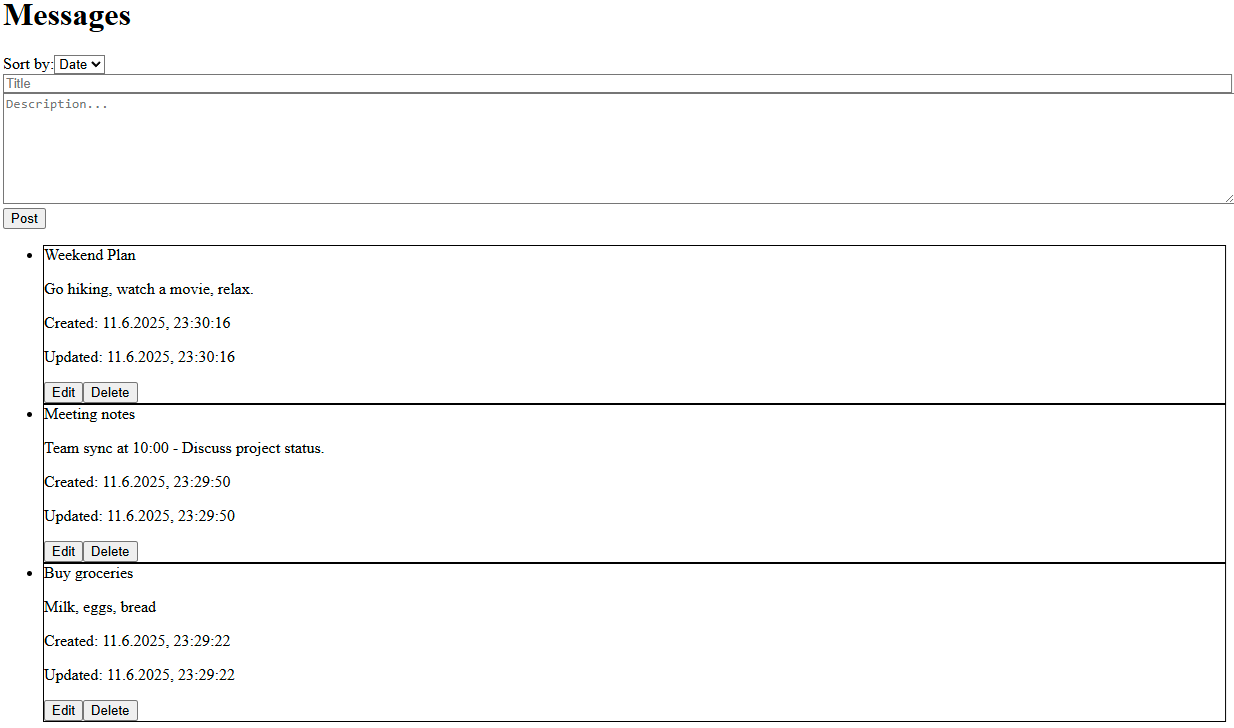 Messages
Sort by: Date
Title
Description...
Post
Weekend Plan
Go hiking, watch a movie, relax.
Created: 11.6.2025, 23:30:16
Updated: 11.6.2025, 23:30:16
Edit Delete
Meeting notes
Team sync at 10:00 - Discuss project status.
Created: 11.6.2025, 23:29:50
Updated: 11.6.2025, 23:29:50
Edit Delete
Buy groceries
Milk, eggs, bread
Created: 11.6.2025, 23:29:22
Updated: 11.6.2025, 23:29:22
Edit Delete